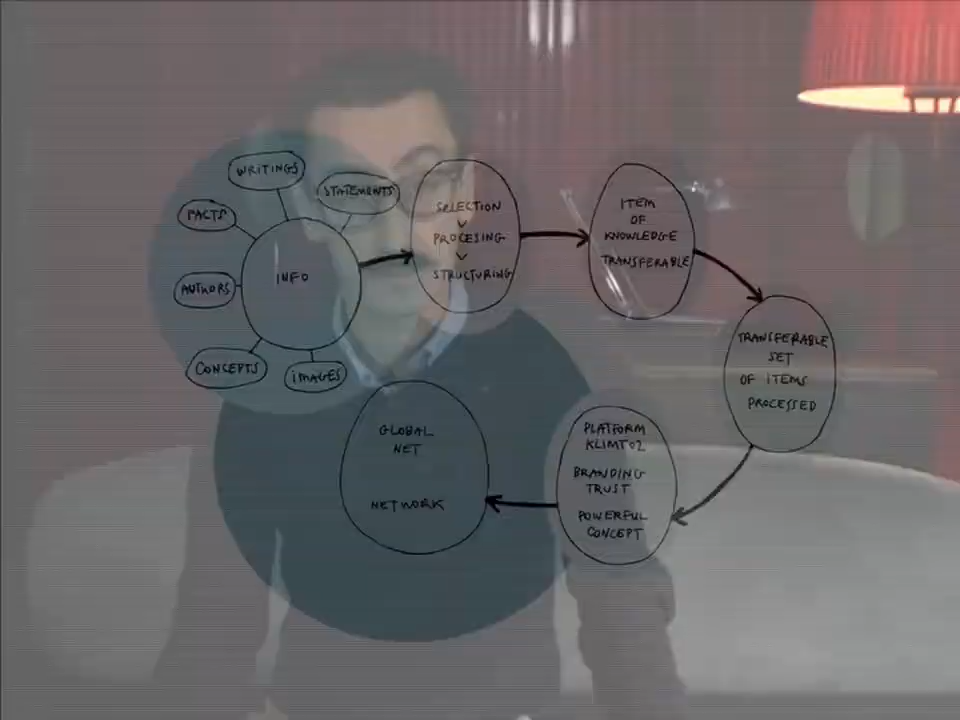 WRITINGS
STATEMENTS
FACTS
INFO
AUTHORS
CONCEPTS
IMAGES
SELECTION
PROCESING
STRUCTURING
ITEM
OF
KNOWLEDGE
TRANSFERABLE
TRANSFERABLE
SET
OF ITEMS
PROCESSED
PLATFORM
KLIMT02
BRANDING
TRUST
POWERFUL
CONCEPT
GLOBAL
NET
NETWORK